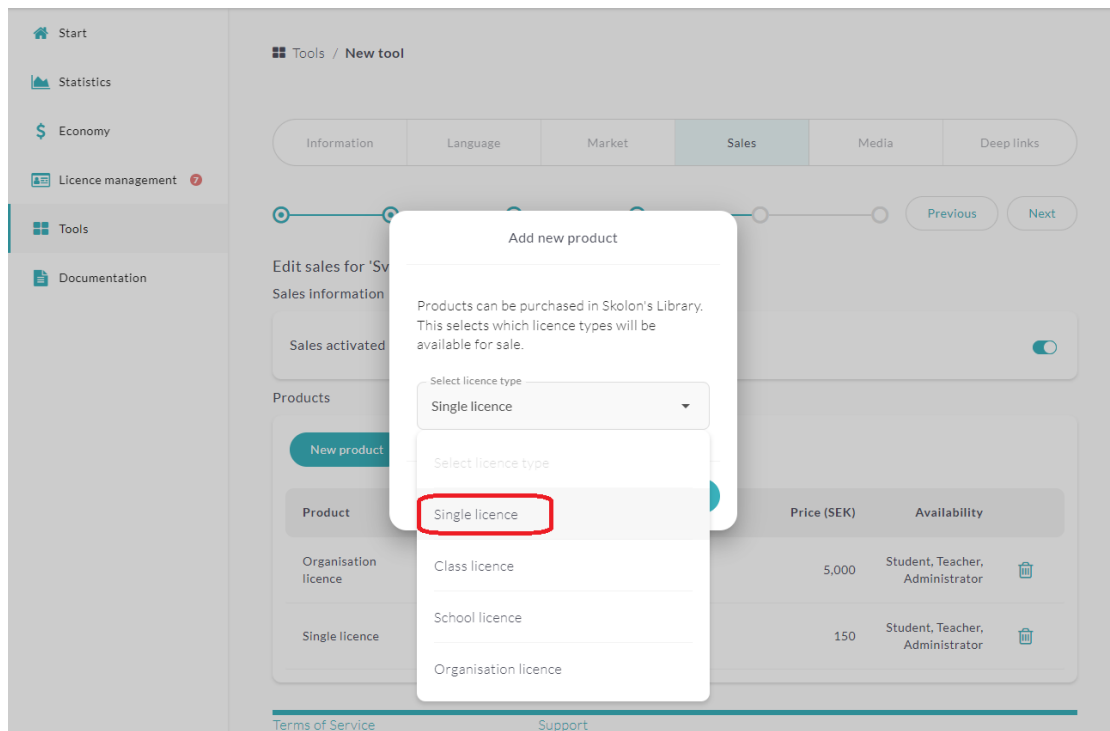 Start
Statistics
Economy
Licence management 7
Tools
Documentation
Tools / New tool
Information Language Market Sales Media Deep links
Previous Next
Edit sales for 'Sv
Sales information
Sales activated
Products
New product
Product Price (SEK) Availability
Organisation
licence
5,000
Student, Teacher,
Administrator
Single licence
150
Student, Teacher,
Administrator
Add new product
Products can be purchased in Skolon's Library.
This selects which licence types will be
available for sale.
Select licence type
Single licence
Select licence type
Single licence
Class licence
School licence
Organisation licence
Terms of Service Support